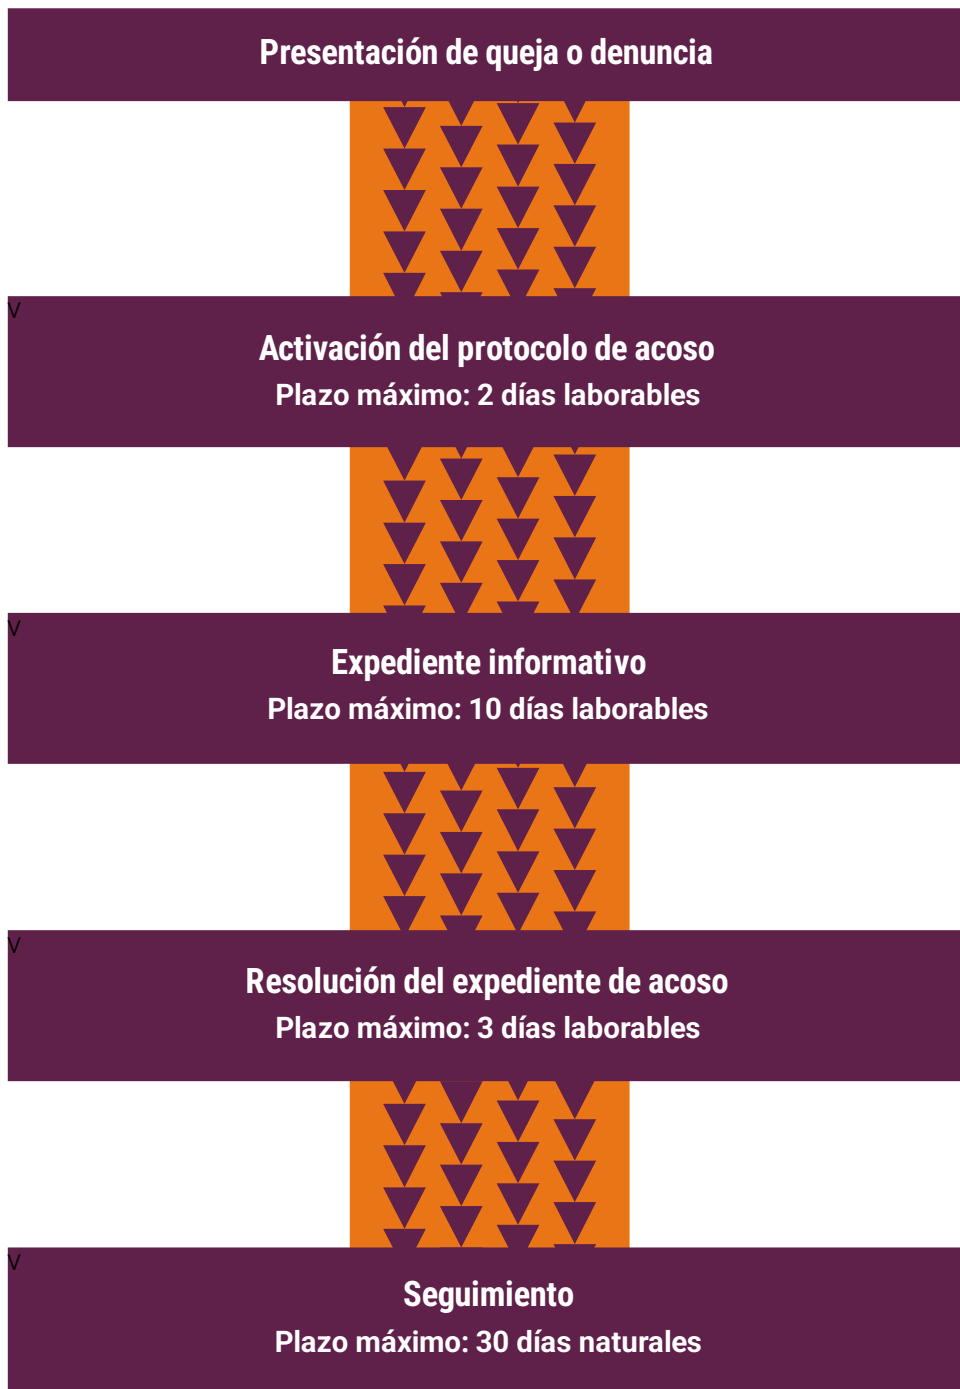 Presentación de queja o denuncia
V
Activación del protocolo de acoso
Plazo máximo: 2 días laborables
V
Expediente informativo
Plazo máximo: 10 días laborables
V
Resolución del expediente de acoso
Plazo máximo: 3 días laborables
V
Seguimiento
Plazo máximo: 30 días naturales